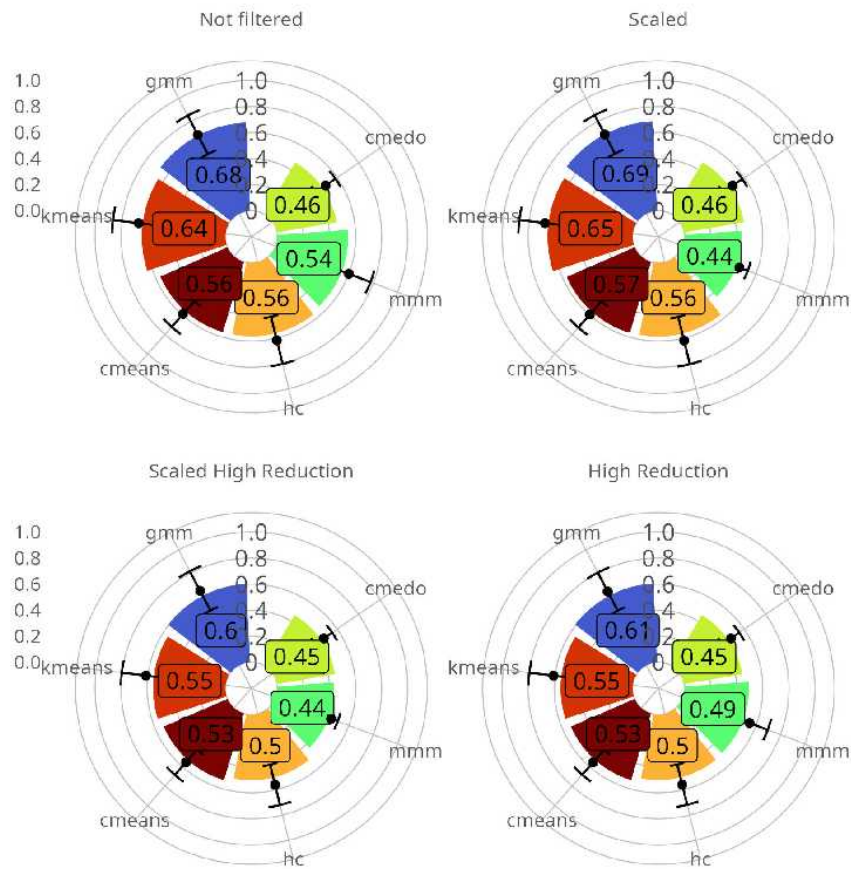 Not filtered
Scaled
1.0
0.8
0.6
0.4
0.2
0.0
gmm
1.0
0.8
0.6
0.4
0.2
0
cmedo
0.68
0.46
kmeans
0.64
0.54
0.56
0.56
mmm
cmeans
hc
gmm
1.0
0.8
0.6
0.4
0.2
0
cmedo
0.69
0.46
kmeans
0.65
0.44
0.57
0.56
mmm
cmeans
hc
Scaled High Reduction
High Reduction
1.0
0.8
0.6
0.4
0.2
0.0
gmm
1.0
0.8
0.6
0.4
0.2
0
cmedo
0.6
0.45
kmeans
0.55
0.44
0.53
0.5
mmm
cmeans
hc
gmm
1.0
0.8
0.6
0.4
0.2
0
cmedo
0.61
0.45
kmeans
0.55
0.49
0.53
0.5
mmm
cmeans
hc